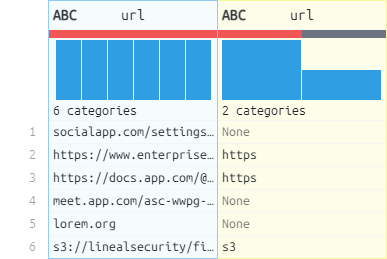 ABC url ABC url
6 categories 2 categories
1 socialapp.com/settings… None
2 https://www.enterprise… https
3 https://docs.app.com/@… https
4 meet.app.com/asc-wwpg-… None
5 lorem.org None
6 s3://linealsecurity/fi… s3